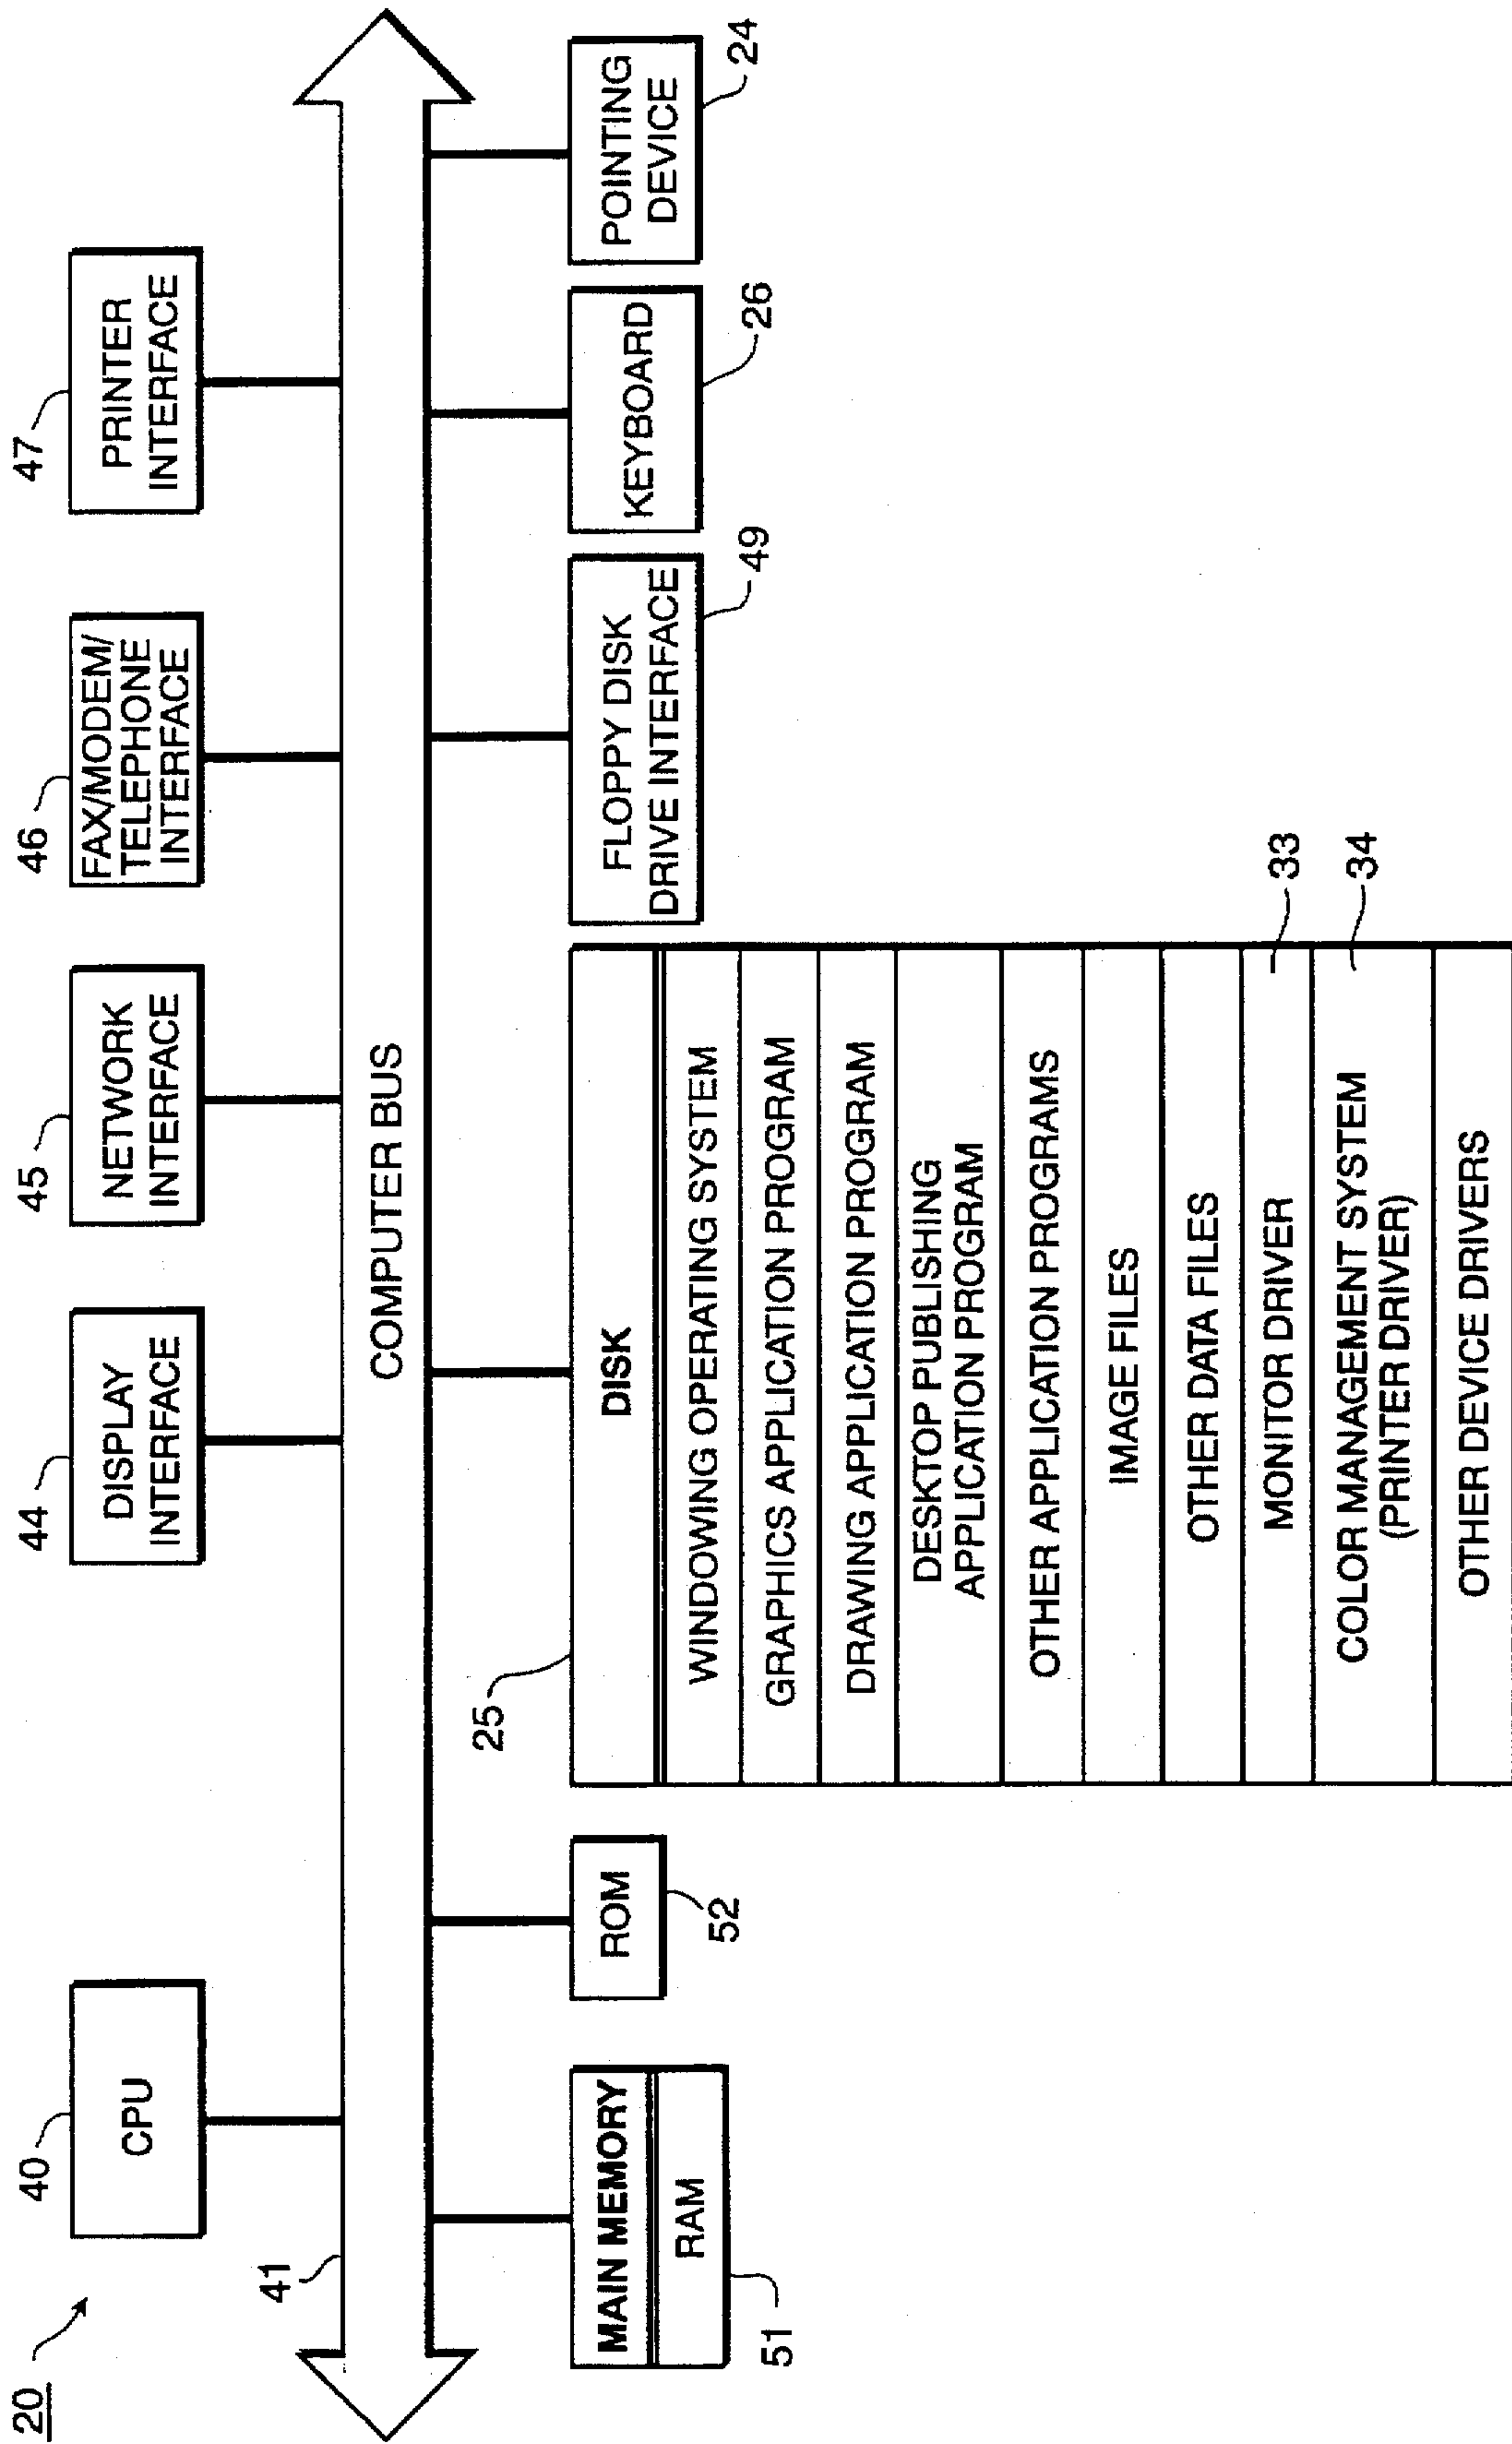 20
40
CPU
41
44
DISPLAY
INTERFACE
45
NETWORK
INTERFACE
46
FAX/MODEM/
TELEPHONE
INTERFACE
47
PRINTER
INTERFACE
COMPUTER BUS
MAIN MEMORY
RAM
51
ROM
52
25
DISK
WINDOWING OPERATING SYSTEM
GRAPHICS APPLICATION PROGRAM
DRAWING APPLICATION PROGRAM
DESKTOP PUBLISHING
APPLICATION PROGRAM
OTHER APPLICATION PROGRAMS
IMAGE FILES
OTHER DATA FILES
MONITOR DRIVER
33
COLOR MANAGEMENT SYSTEM
(PRINTER DRIVER)
34
OTHER DEVICE DRIVERS
FLOPPY DISK
DRIVE INTERFACE
49
KEYBOARD
26
POINTING
DEVICE
24